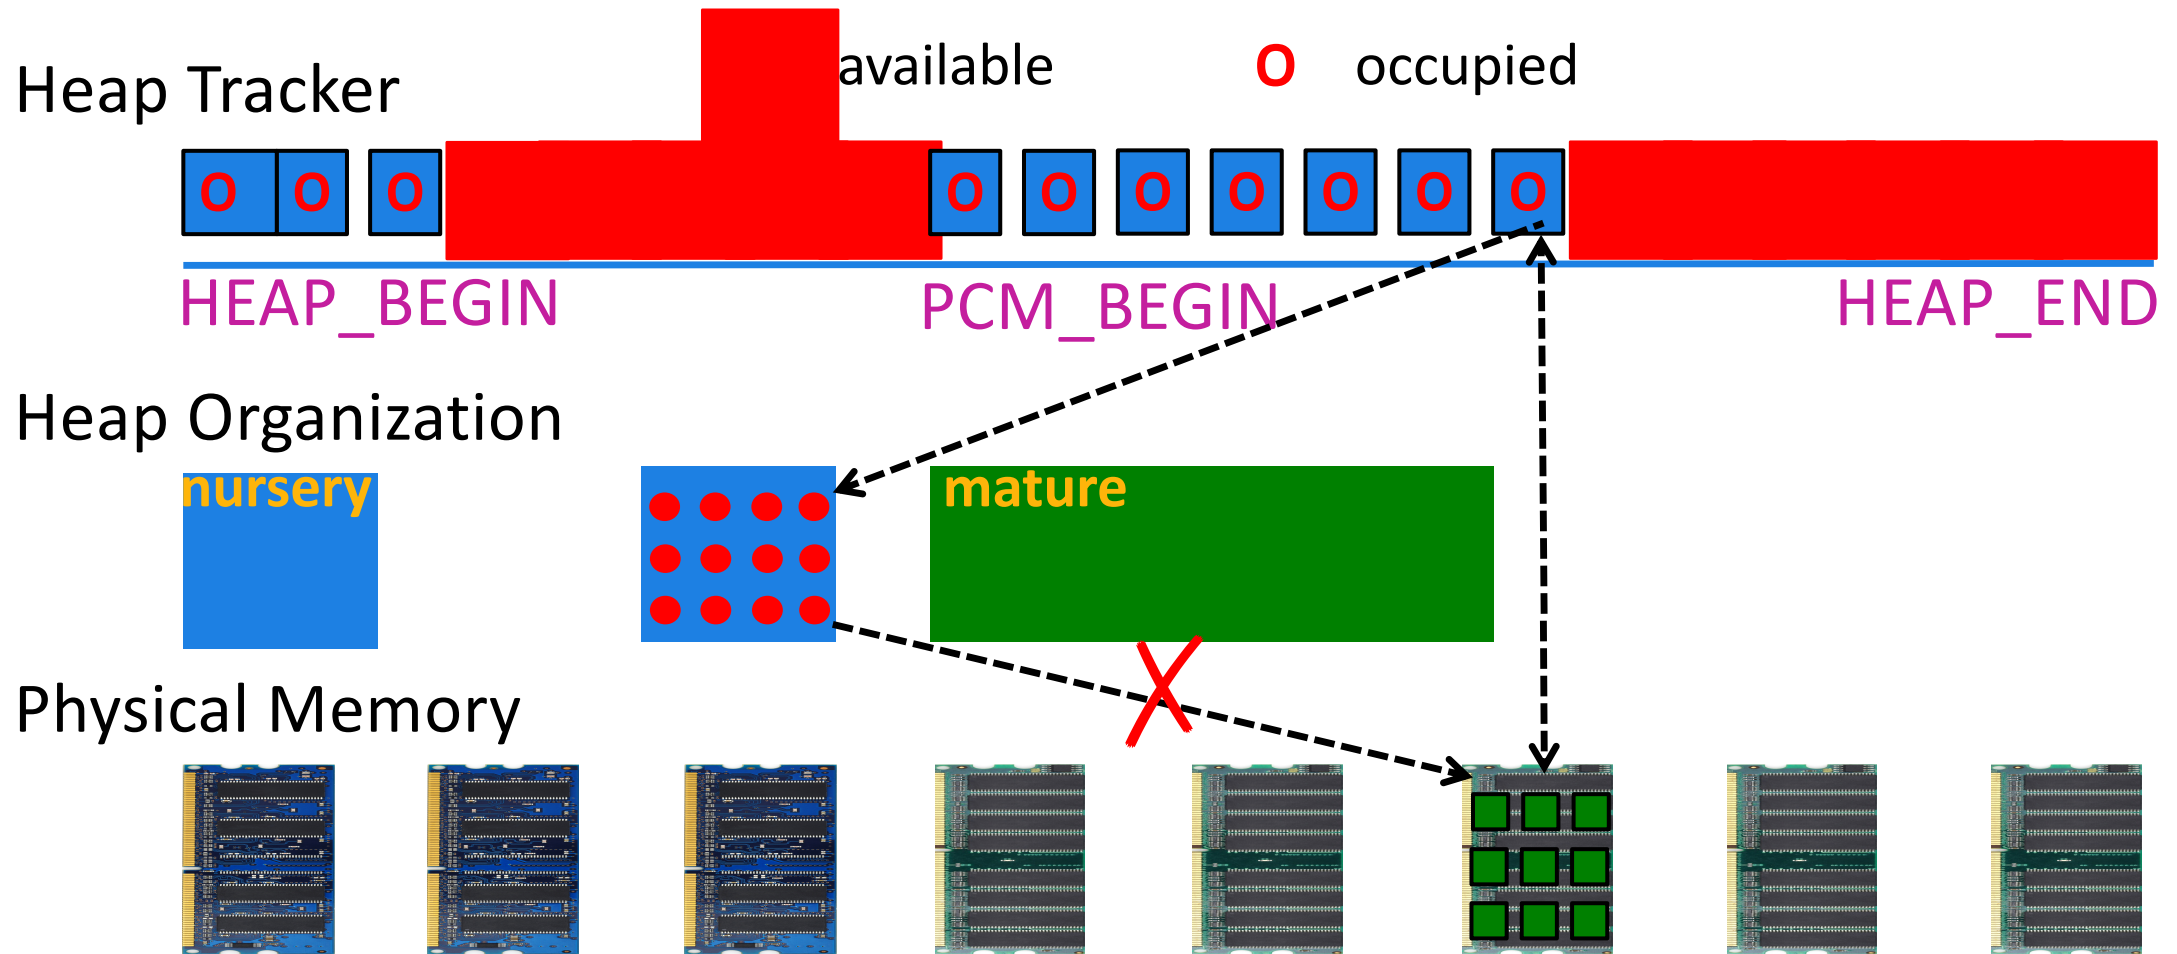 Heap Tracker
available
O occupied
O O O O O O O O O O
HEAP_BEGIN
PCM_BEGIN
HEAP_END
Heap Organization
nursery
mature
Physical Memory